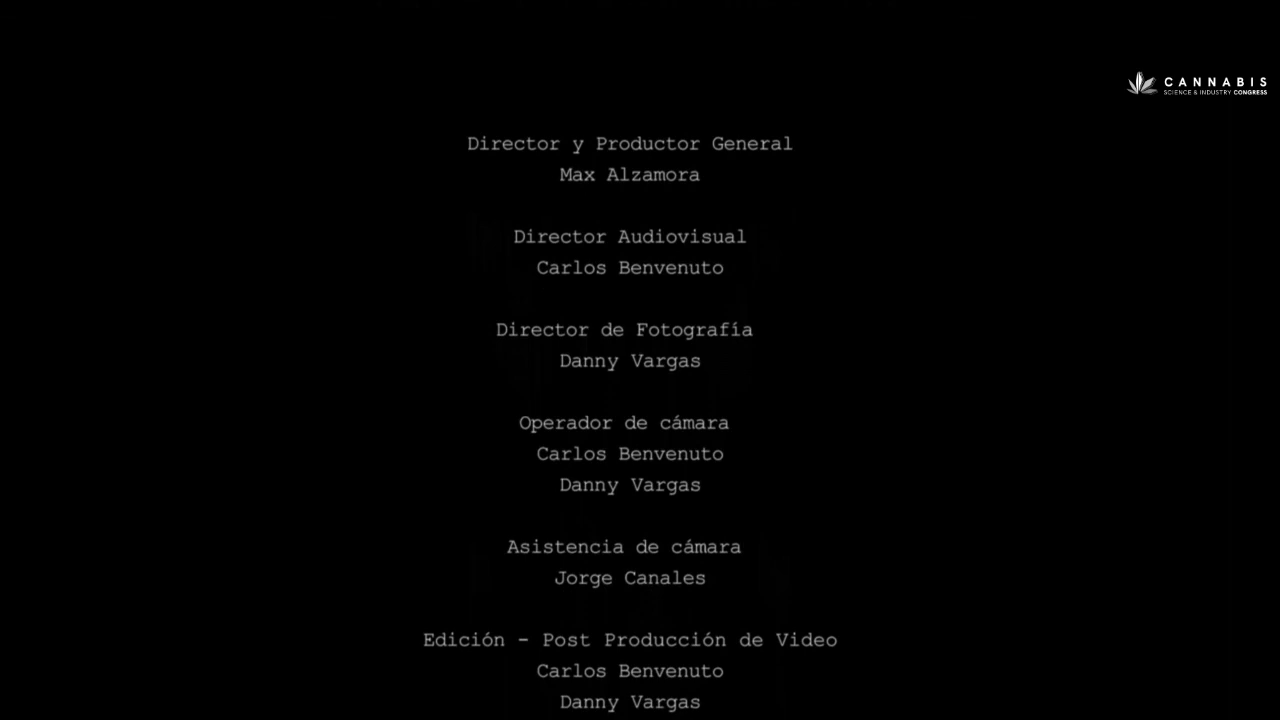 CANNABIS
SCIENCE & INDUSTRY CONGRESS
Director y Productor General
Max Alzamora
Director Audiovisual
Carlos Benvenuto
Director de Fotografía
Danny Vargas
Operador de cámara
Carlos Benvenuto
Danny Vargas
Asistencia de cámara
Jorge Canales
Edición - Post Producción de Video
Carlos Benvenuto
Danny Vargas